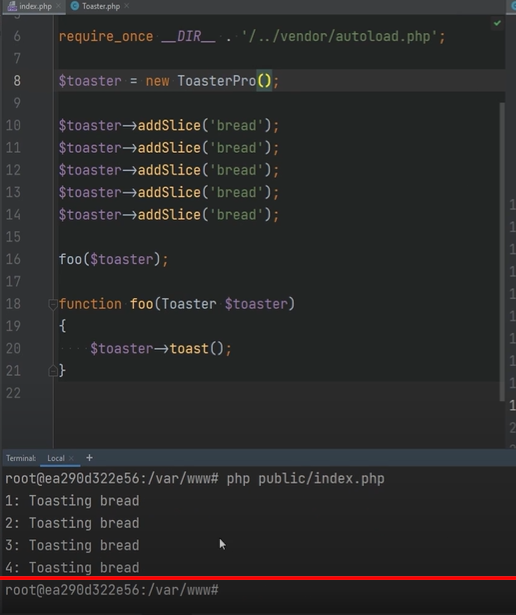 index.php Toaster.php
5
6 require_once __DIR__ . '/../vendor/autoload.php';
7
8 $toaster = new ToasterPro();
9
10 $toaster→addSlice('bread');
11 $toaster→addSlice('bread');
12 $toaster→addSlice('bread');
13 $toaster→addSlice('bread');
14 $toaster→addSlice('bread');
15
16 foo($toaster);
17
18 function foo(Toaster $toaster)
19 {
20 $toaster→toast();
21 }
22
Terminal: Local +
root@ea290d322e56:/var/www# php public/index.php
1: Toasting bread
2: Toasting bread
3: Toasting bread
4: Toasting bread
root@ea290d322e56:/var/www#